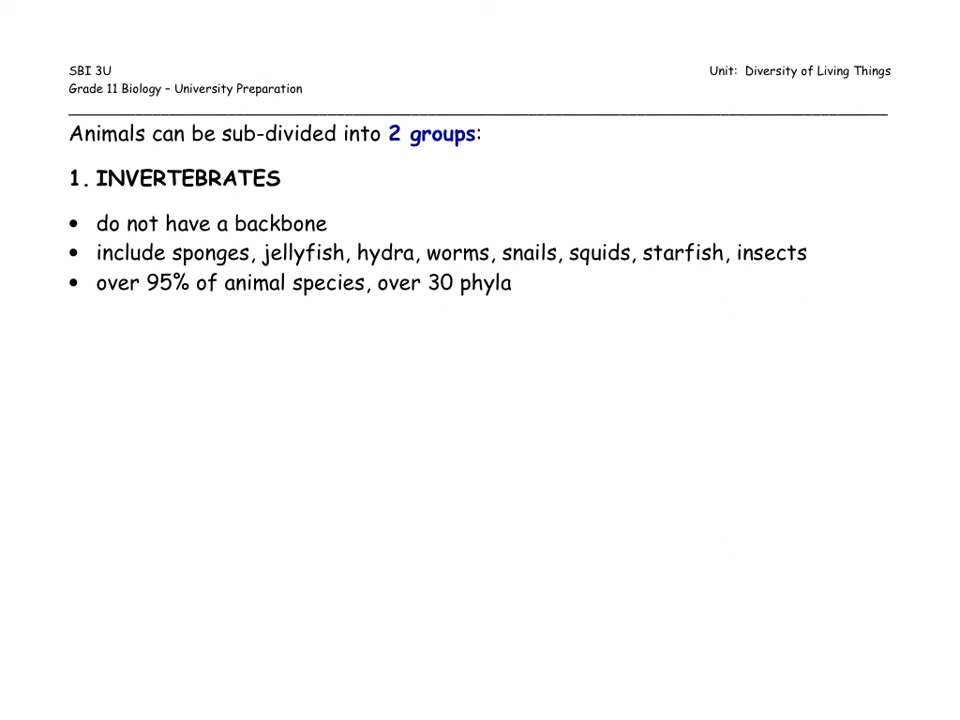 SBI 3U Unit: Diversity of Living Things
Grade 11 Biology – University Preparation
Animals can be sub-divided into 2 groups:
1. INVERTEBRATES
• do not have a backbone
• include sponges, jellyfish, hydra, worms, snails, squids, starfish, insects
• over 95% of animal species, over 30 phyla